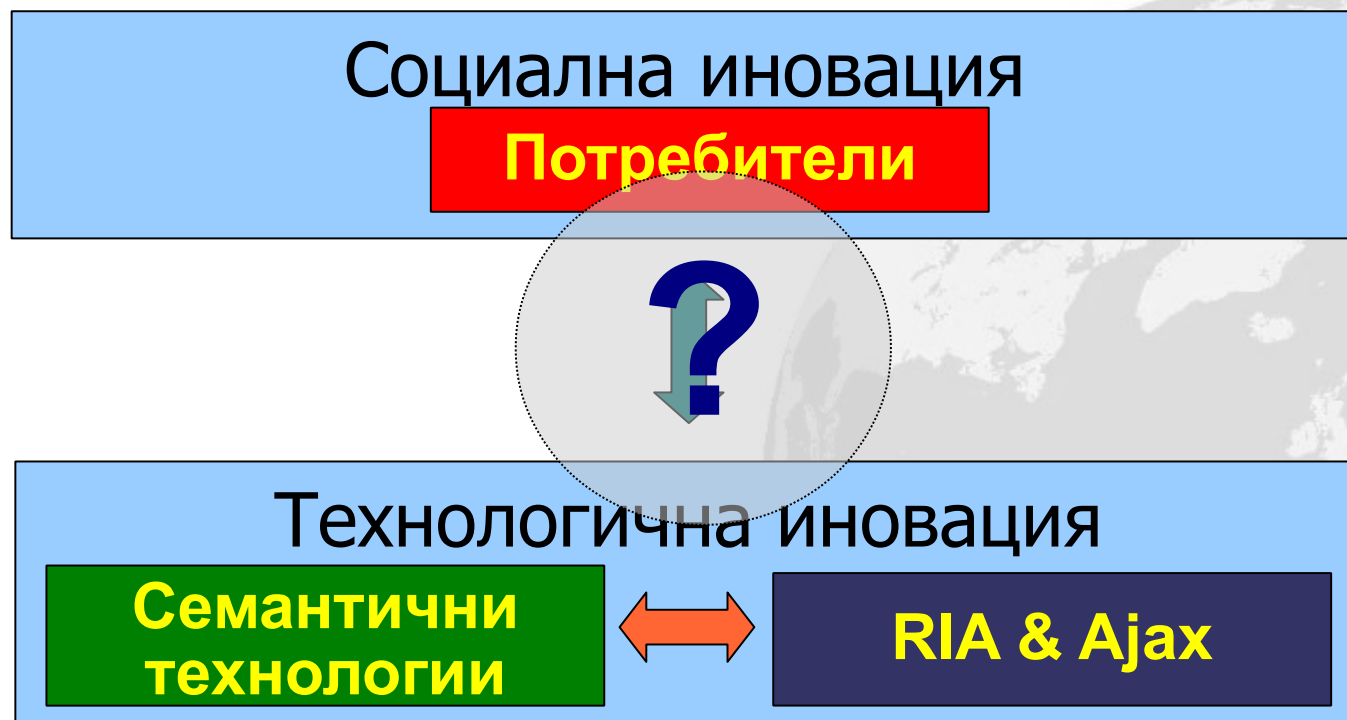 Социална иновация
Потребители
?
Технологична иновация
Семантични
технологии
RIA & Ajax